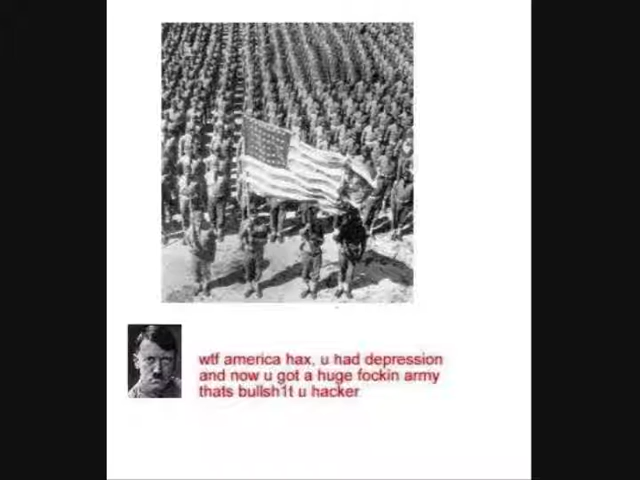 wtf america hax, u had depression
and now u got a huge fockin army
thats bullsh1t u hacker